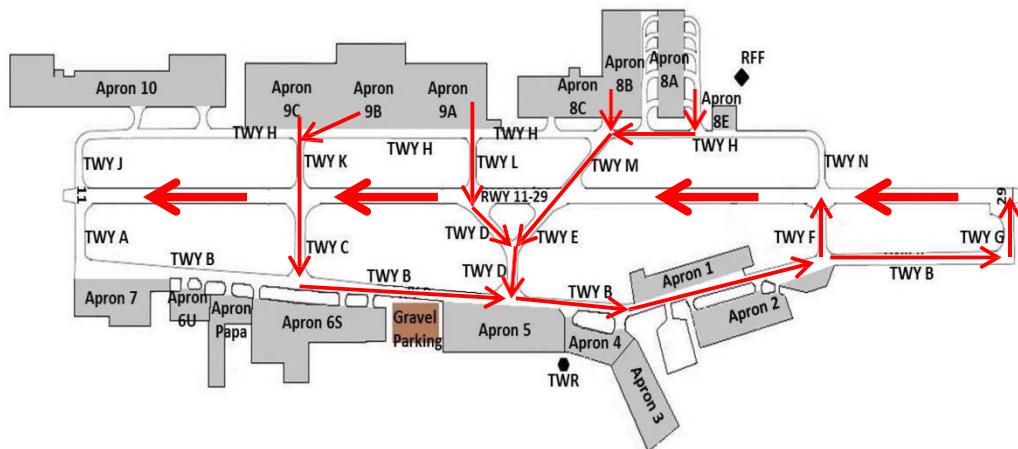 Apron 10
Apron
9C
Apron
9B
Apron
9A
Apron
8C
Apron
8B
Apron
8A
RFF
Apron
8E
TWY H
TWY H
TWY H
TWY H
TWY J
TWY K
TWY L
TWY M
TWY N
11
RWY 11-29
29
TWY A
TWY C
TWY D
TWY E
TWY F
TWY G
TWY B
TWY B
TWY D
TWY B
TWY B
Apron 7
Apron
6U
Apron
Papa
Apron 6S
Gravel
Parking
Apron 5
Apron 4
Apron 1
Apron 2
Apron 3
TWR